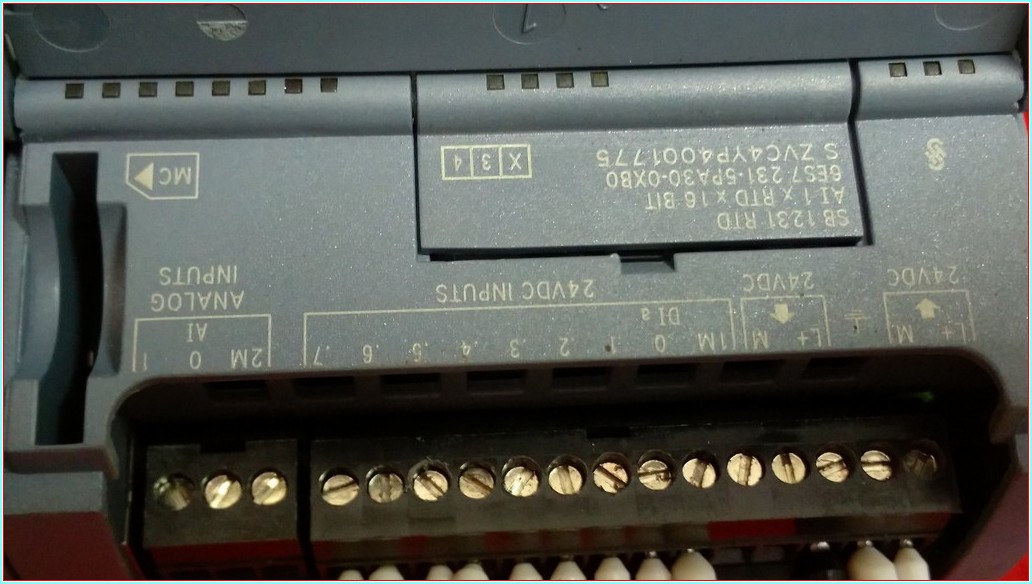 L+ M L+ M 1M .0 .1 .2 .3 .4 .5 .6 .7 2M 0 1
DI a
AI
24VDC
24VDC
24VDC INPUTS
ANALOG
INPUTS
SB 1231 RTD
AI 1 x RTD x 16 BIT
6ES7 231-5PA30-0XB0
S ZVC4YP4001775
X 3 4
MC